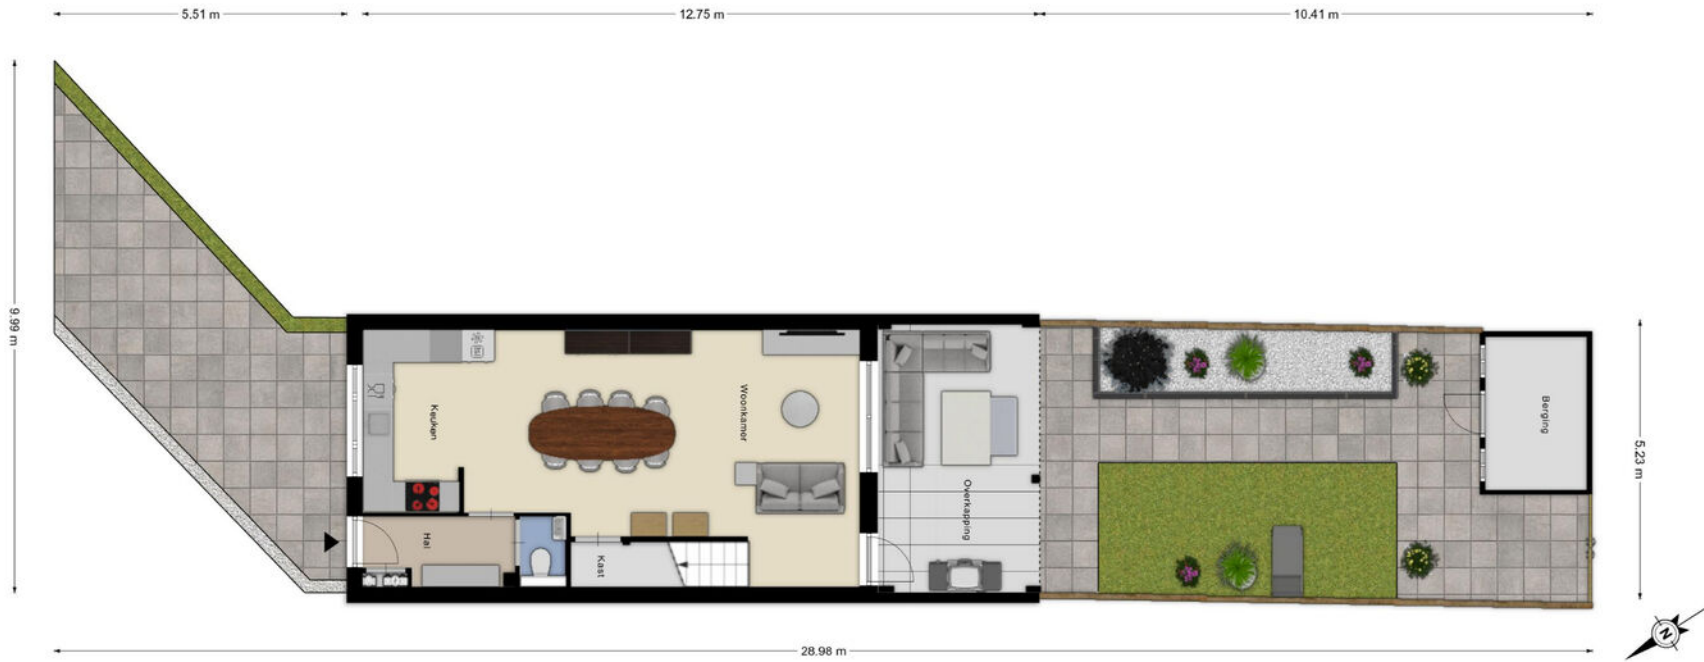 5.51 m
12.75 m
10.41 m
9.99 m
Keuken
Woonkamer
Hal
Kast
Overkapping
Berging
5.23 m
28.98 m
N